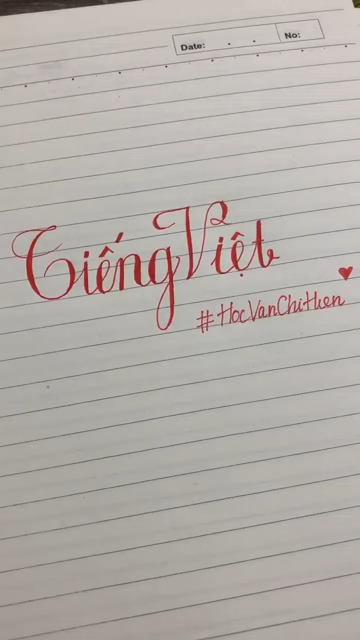 Date: . .
No:
Tiếng Việt
#HocVanChiHen